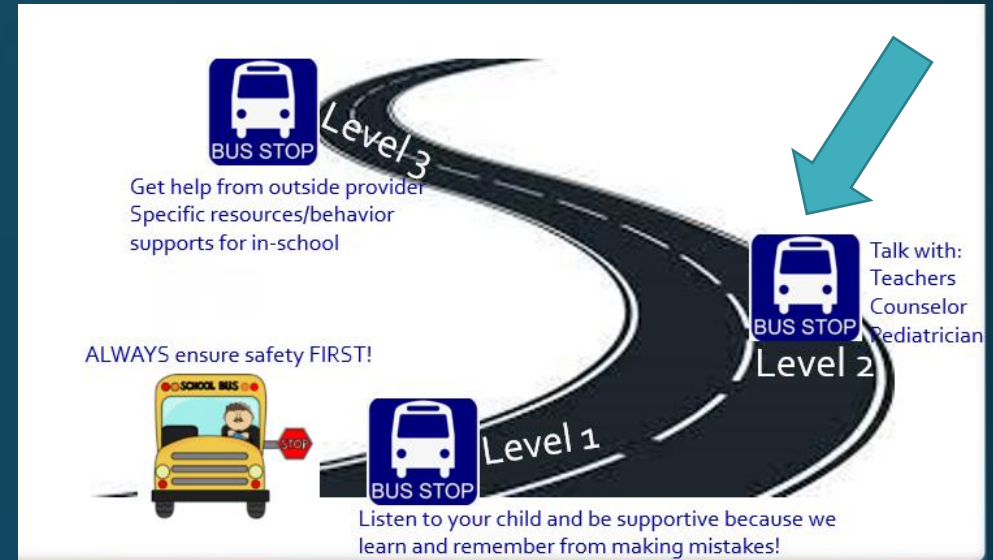 BUS STOP
Level 3
Get help from outside provider
Specific resources/behavior
supports for in-school
Talk with:
Teachers
Counselor
Pediatrician
BUS STOP
Level 2
ALWAYS ensure safety FIRST!
SCHOOL BUS
STOP
BUS STOP
Level 1
Listen to your child and be supportive because we
learn and remember from making mistakes!